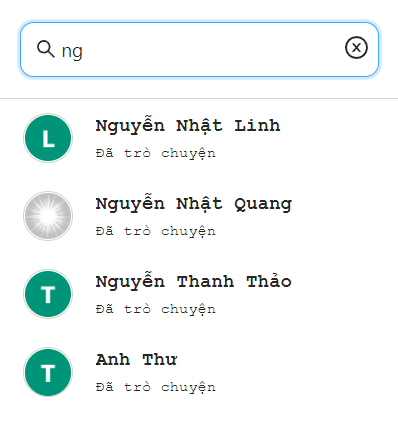 ng
L
Nguyễn Nhật Linh
Đã trò chuyện
Nguyễn Nhật Quang
Đã trò chuyện
T
Nguyễn Thanh Thảo
Đã trò chuyện
T
Anh Thư
Đã trò chuyện